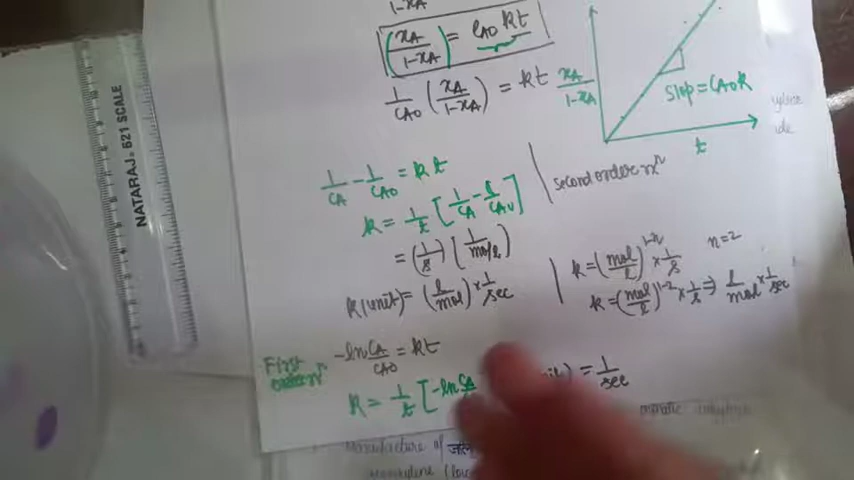 1-xA
(xA/1-xA) = CA0 kt
1/CA0 (xA/1-xA) = kt
xA/1-xA
Slop = CA0k
t
1/CA - 1/CA0 = kt
second order rxn
k = 1/t [1/CA - 1/CA0]
= (1/s) [1/mol/l]
k(unit) = (l/mol) × 1/sec
k = (mol/l)^1-n × 1/s n=2
k = (mol/l)^1-2 × 1/s ⇒ l/mol × 1/sec
First order rxn
-ln CA/CA0 = kt
k = 1/t [-ln CA
= 1/sec
NATARAJ® 621 SCALE
Manufacture of